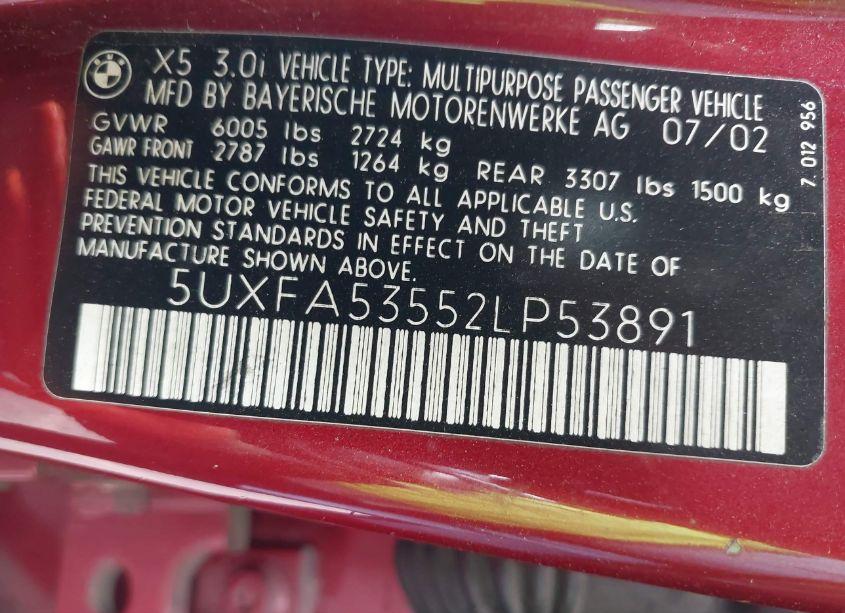 X5 3.0i VEHICLE TYPE: MULTIPURPOSE PASSENGER VEHICLE
MFD BY BAYERISCHE MOTORENWERKE AG 07/02
GVWR 6005 lbs 2724 kg
GAWR FRONT 2787 lbs 1264 kg REAR 3307 lbs 1500 kg
THIS VEHICLE CONFORMS TO ALL APPLICABLE U.S.
FEDERAL MOTOR VEHICLE SAFETY AND THEFT
PREVENTION STANDARDS IN EFFECT ON THE DATE OF
MANUFACTURE SHOWN ABOVE.
5UXFA53552LP53891
7 012 956